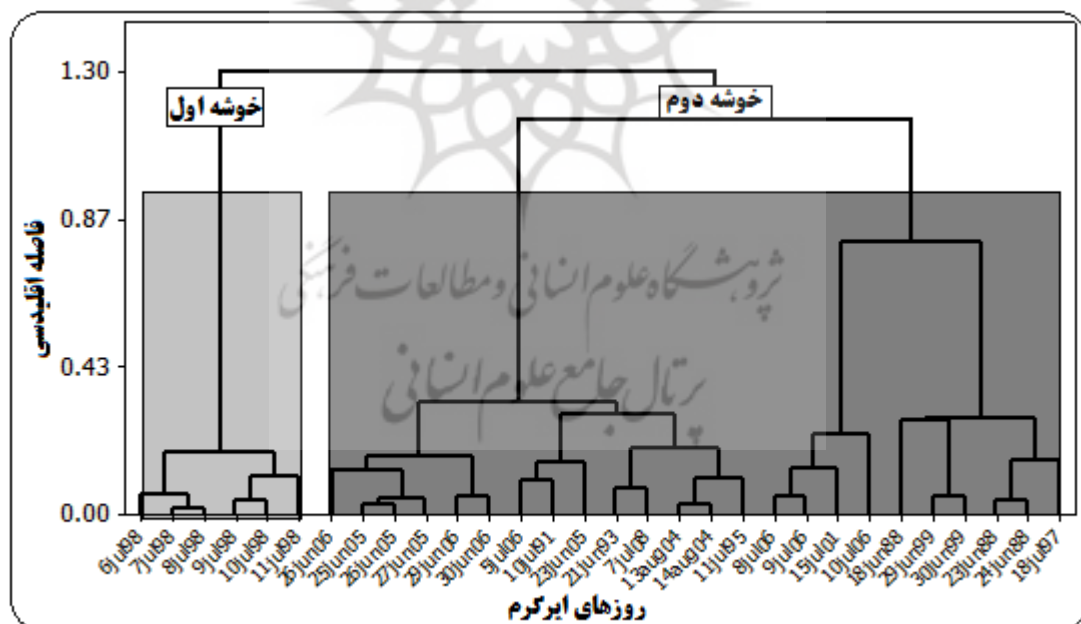 1.30
خوشه اول
خوشه دوم
0.87
فاصله اقلیدسی
پژوهشگاه علوم انسانی و مطالعات فرهنگی
0.43
پرتال جامع علوم انسانی
0.00
6jul98 7jul98 8jul98 9jul98 10jul98 11jul98 26jun06 25jun05 26jun05 27jun05 29jun06 30jun06 5jul06 10jul91 23jun05 21jun93 7jul08 13aug04 14aug04 11jul95 8jul06 9jul06 15jul01 10jul06 18jun88 29jun99 30jun99 23jun88 24jun88 18jul97
روزهای ابرگرم